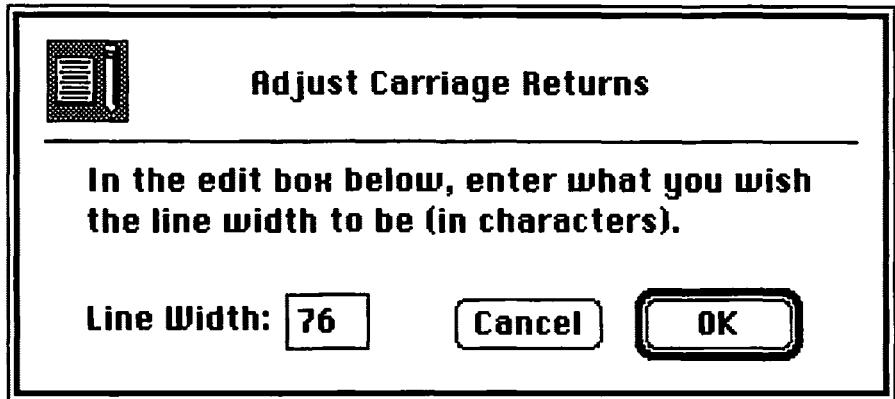 Adjust Carriage Returns
In the edit box below, enter what you wish
the line width to be (in characters).
Line Width: 76 Cancel OK